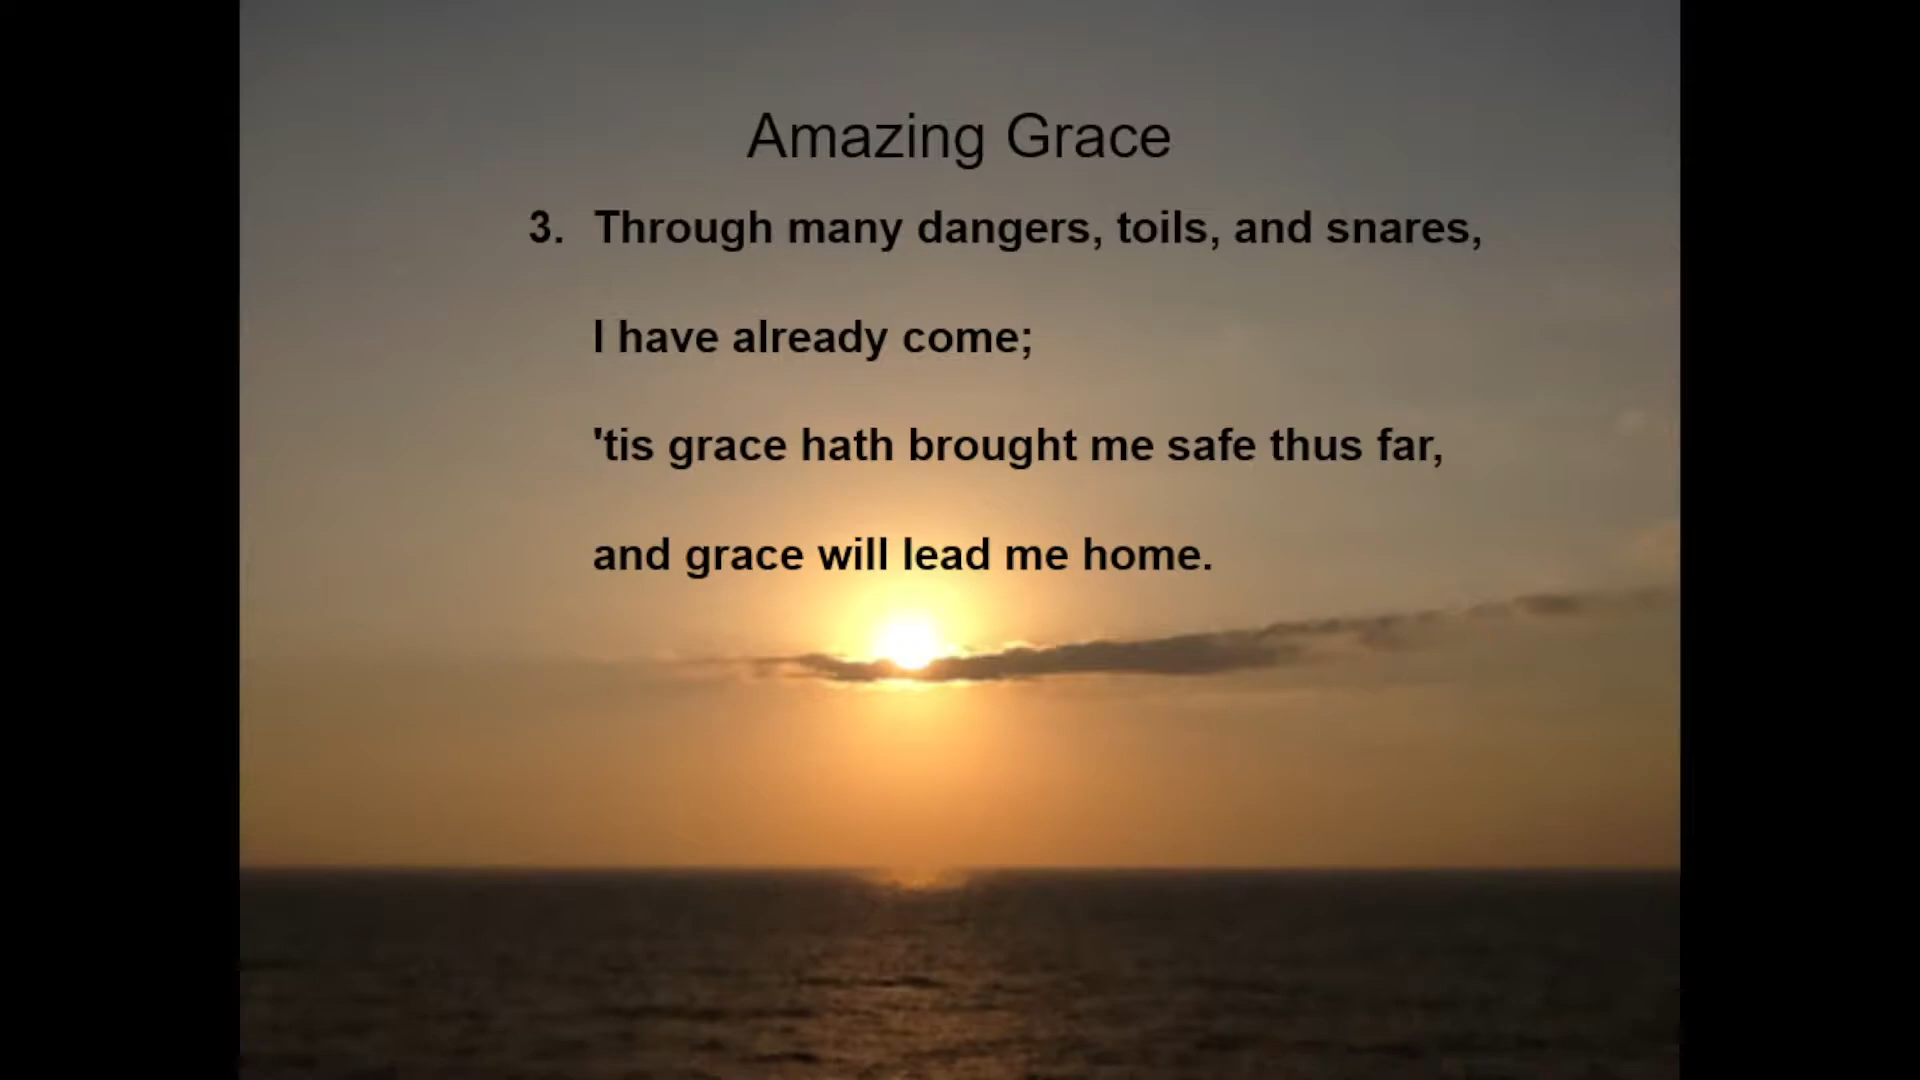 Amazing Grace
3. Through many dangers, toils, and snares,
I have already come;
'tis grace hath brought me safe thus far,
and grace will lead me home.